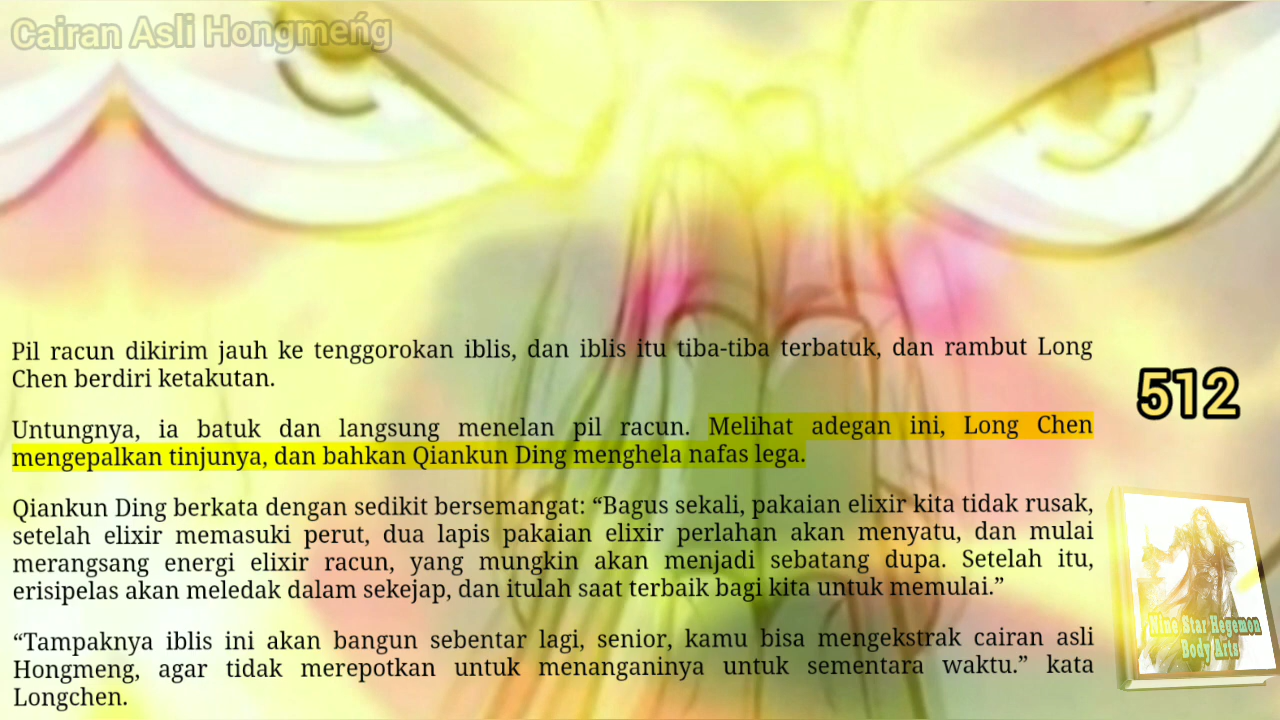 Cairan Asli Hongmeńg
Pil racun dikirim jauh ke tenggorokan iblis, dan iblis itu tiba-tiba terbatuk, dan rambut Long
Chen berdiri ketakutan.
Untungnya, ia batuk dan langsung menelan pil racun. Melihat adegan ini, Long Chen
mengepalkan tinjunya, dan bahkan Qiankun Ding menghela nafas lega.
Qiankun Ding berkata dengan sedikit bersemangat: “Bagus sekali, pakaian elixir kita tidak rusak,
setelah elixir memasuki perut, dua lapis pakaian elixir perlahan akan menyatu, dan mulai
merangsang energi elixir racun, yang mungkin akan menjadi sebatang dupa. Setelah itu,
erisipelas akan meledak dalam sekejap, dan itulah saat terbaik bagi kita untuk memulai.”
“Tampaknya iblis ini akan bangun sebentar lagi, senior, kamu bisa mengekstrak cairan asli
Hongmeng, agar tidak merepotkan untuk menanganinya untuk sementara waktu.” kata
Longchen.
512
Nine Star Hegemon
Body Arts